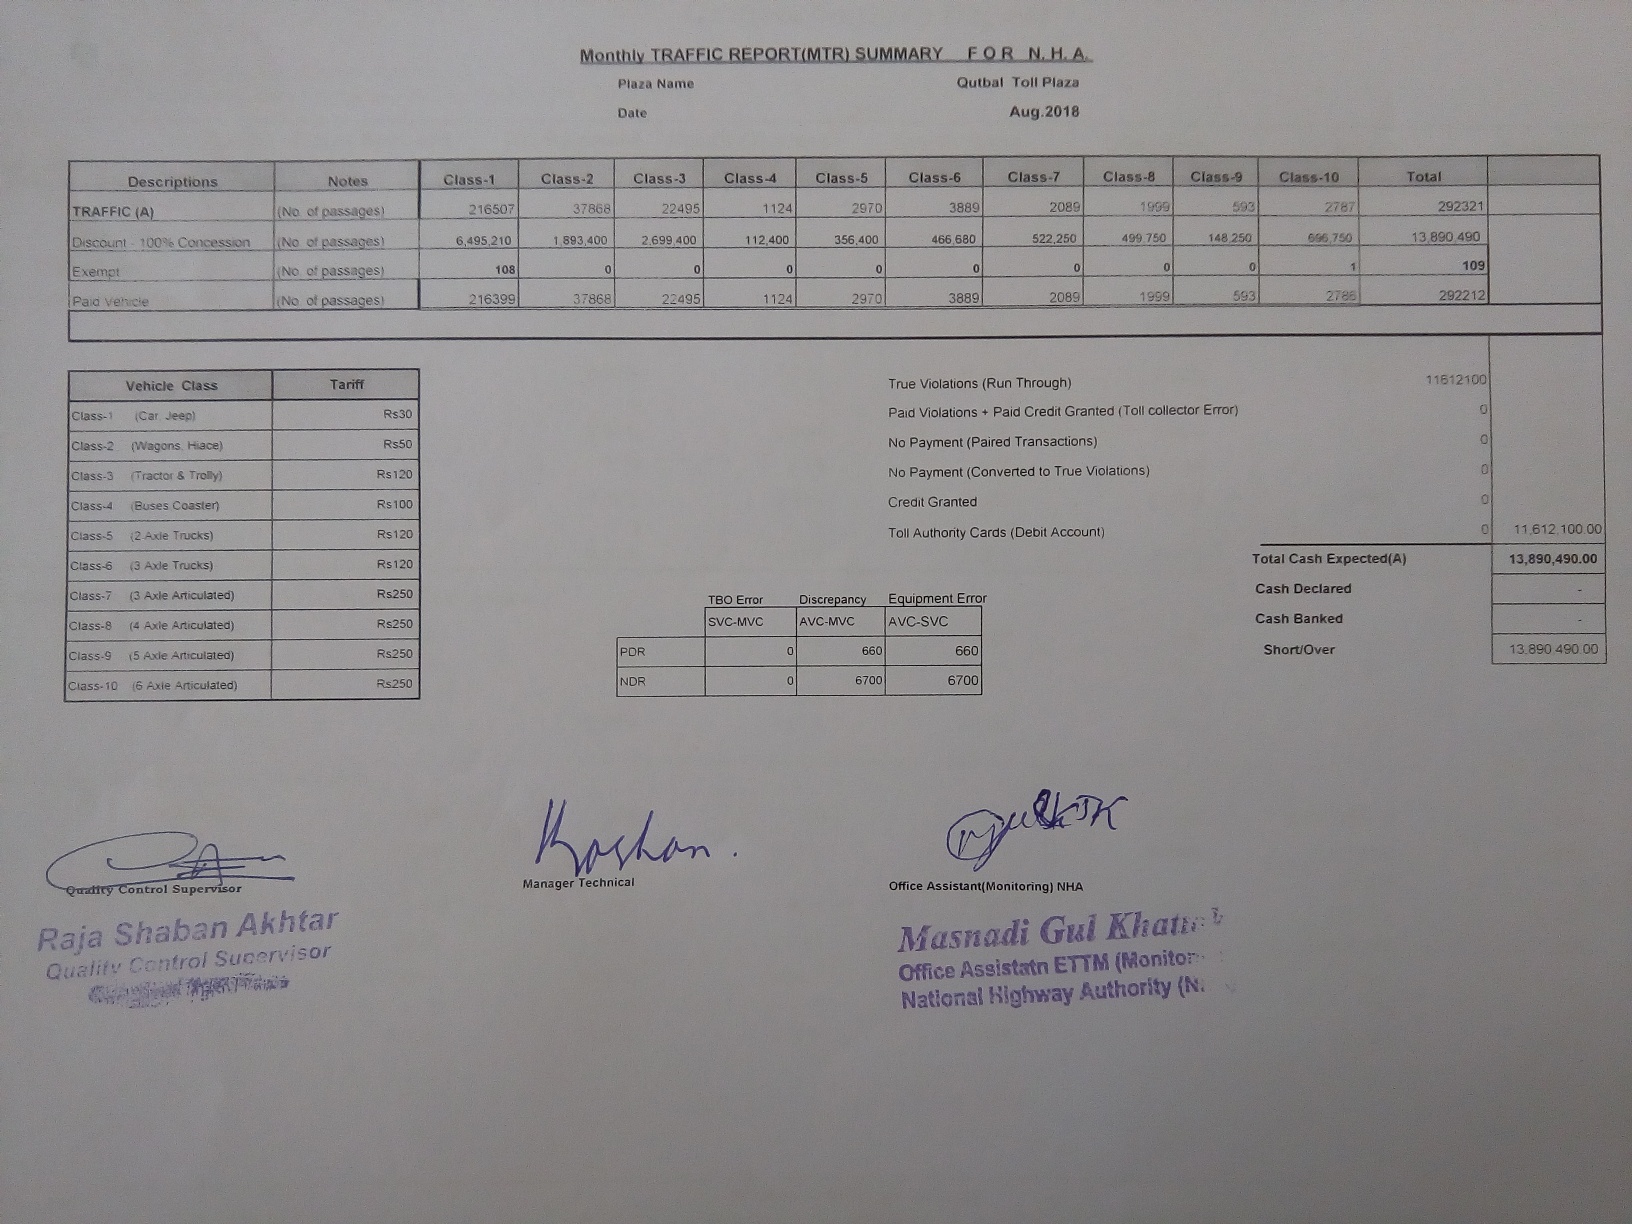 Monthly TRAFFIC REPORT(MTR) SUMMARY F O R N. H. A.
Plaza Name Qutbal Toll Plaza
Date Aug.2018
Descriptions Notes Class-1 Class-2 Class-3 Class-4 Class-5 Class-6 Class-7 Class-8 Class-9 Class-10 Total
TRAFFIC (A) (No. of passages) 216507 37868 22495 1124 2970 3889 2089 1999 593 2787 292321
Discount - 100% Concession (No. of passages) 6,495,210 1,893,400 2,699,400 112,400 356,400 466,680 522,250 499,750 148,250 696,750 13,890,490
Exempt (No. of passages) 108 0 0 0 0 0 0 0 0 1 109
Paid Vehicle (No. of passages) 216399 37868 22495 1124 2970 3889 2089 1999 593 2786 292212
Vehicle Class Tariff
Class-1 (Car Jeep) Rs30
Class-2 (Wagons, Hiace) Rs50
Class-3 (Tractor & Trolly) Rs120
Class-4 (Buses Coaster) Rs100
Class-5 (2 Axle Trucks) Rs120
Class-6 (3 Axle Trucks) Rs120
Class-7 (3 Axle Articulated) Rs250
Class-8 (4 Axle Articulated) Rs250
Class-9 (5 Axle Articulated) Rs250
Class-10 (6 Axle Articulated) Rs250
True Violations (Run Through) 11612100
Paid Violations + Paid Credit Granted (Toll collector Error) 0
No Payment (Paired Transactions) 0
No Payment (Converted to True Violations) 0
Credit Granted 0
Toll Authority Cards (Debit Account) 0 11,612,100.00
Total Cash Expected(A) 13,890,490.00
Cash Declared -
Cash Banked -
Short/Over 13,890,490.00
TBO Error Discrepancy Equipment Error
SVC-MVC AVC-MVC AVC-SVC
PDR 0 660 660
NDR 0 6700 6700
Quality Control Supervisor
Raja Shaban Akhtar
Quality Control Supervisor
Manager Technical
Office Assistant(Monitoring) NHA
Masnadi Gul
Office Assistatn ETTM (Monitor
National Highway Authority (N.